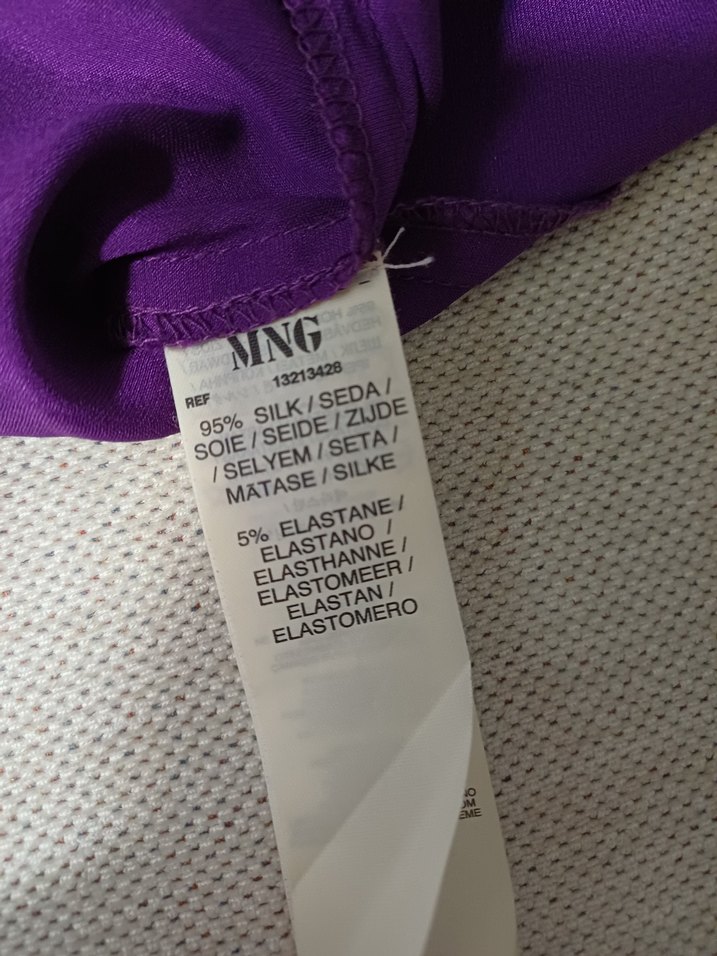 MNG
REF 13213428
95% SILK / SEDA /
SOIE / SEIDE / ZIJDE
/ SELYEM / SETA /
MĂTASE / SILKE
5% ELASTANE /
ELASTANO /
ELASTHANNE /
ELASTOMEER /
ELASTAN /
ELASTOMERO